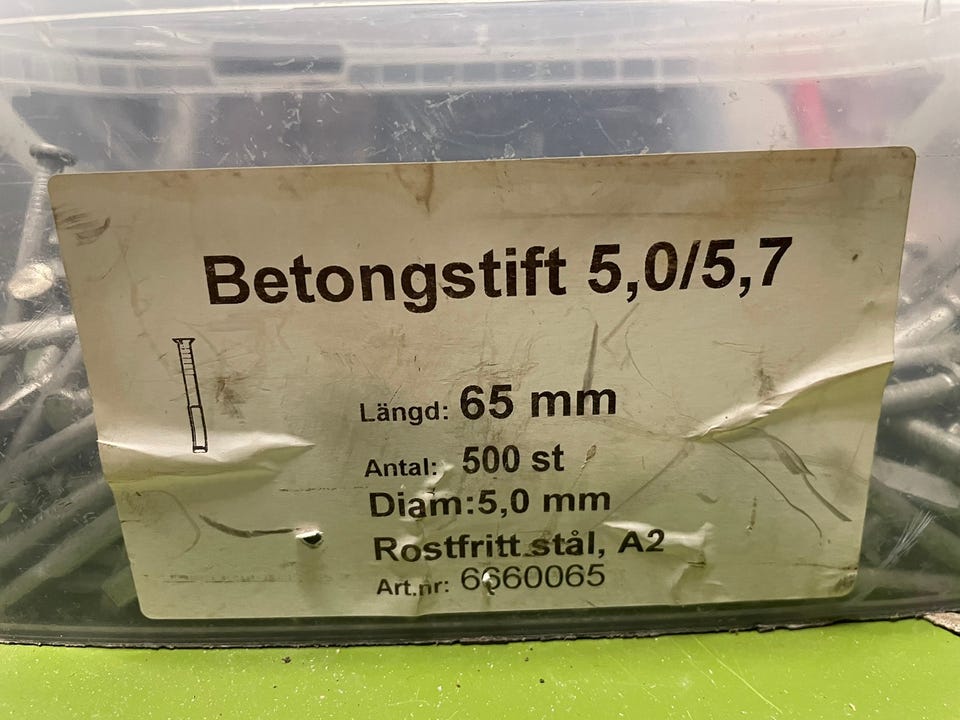 Betongstift 5,0/5,7
Längd: 65 mm
Antal: 500 st
Diam:5,0 mm
Rostfritt stål, A2
Art.nr: 6660065